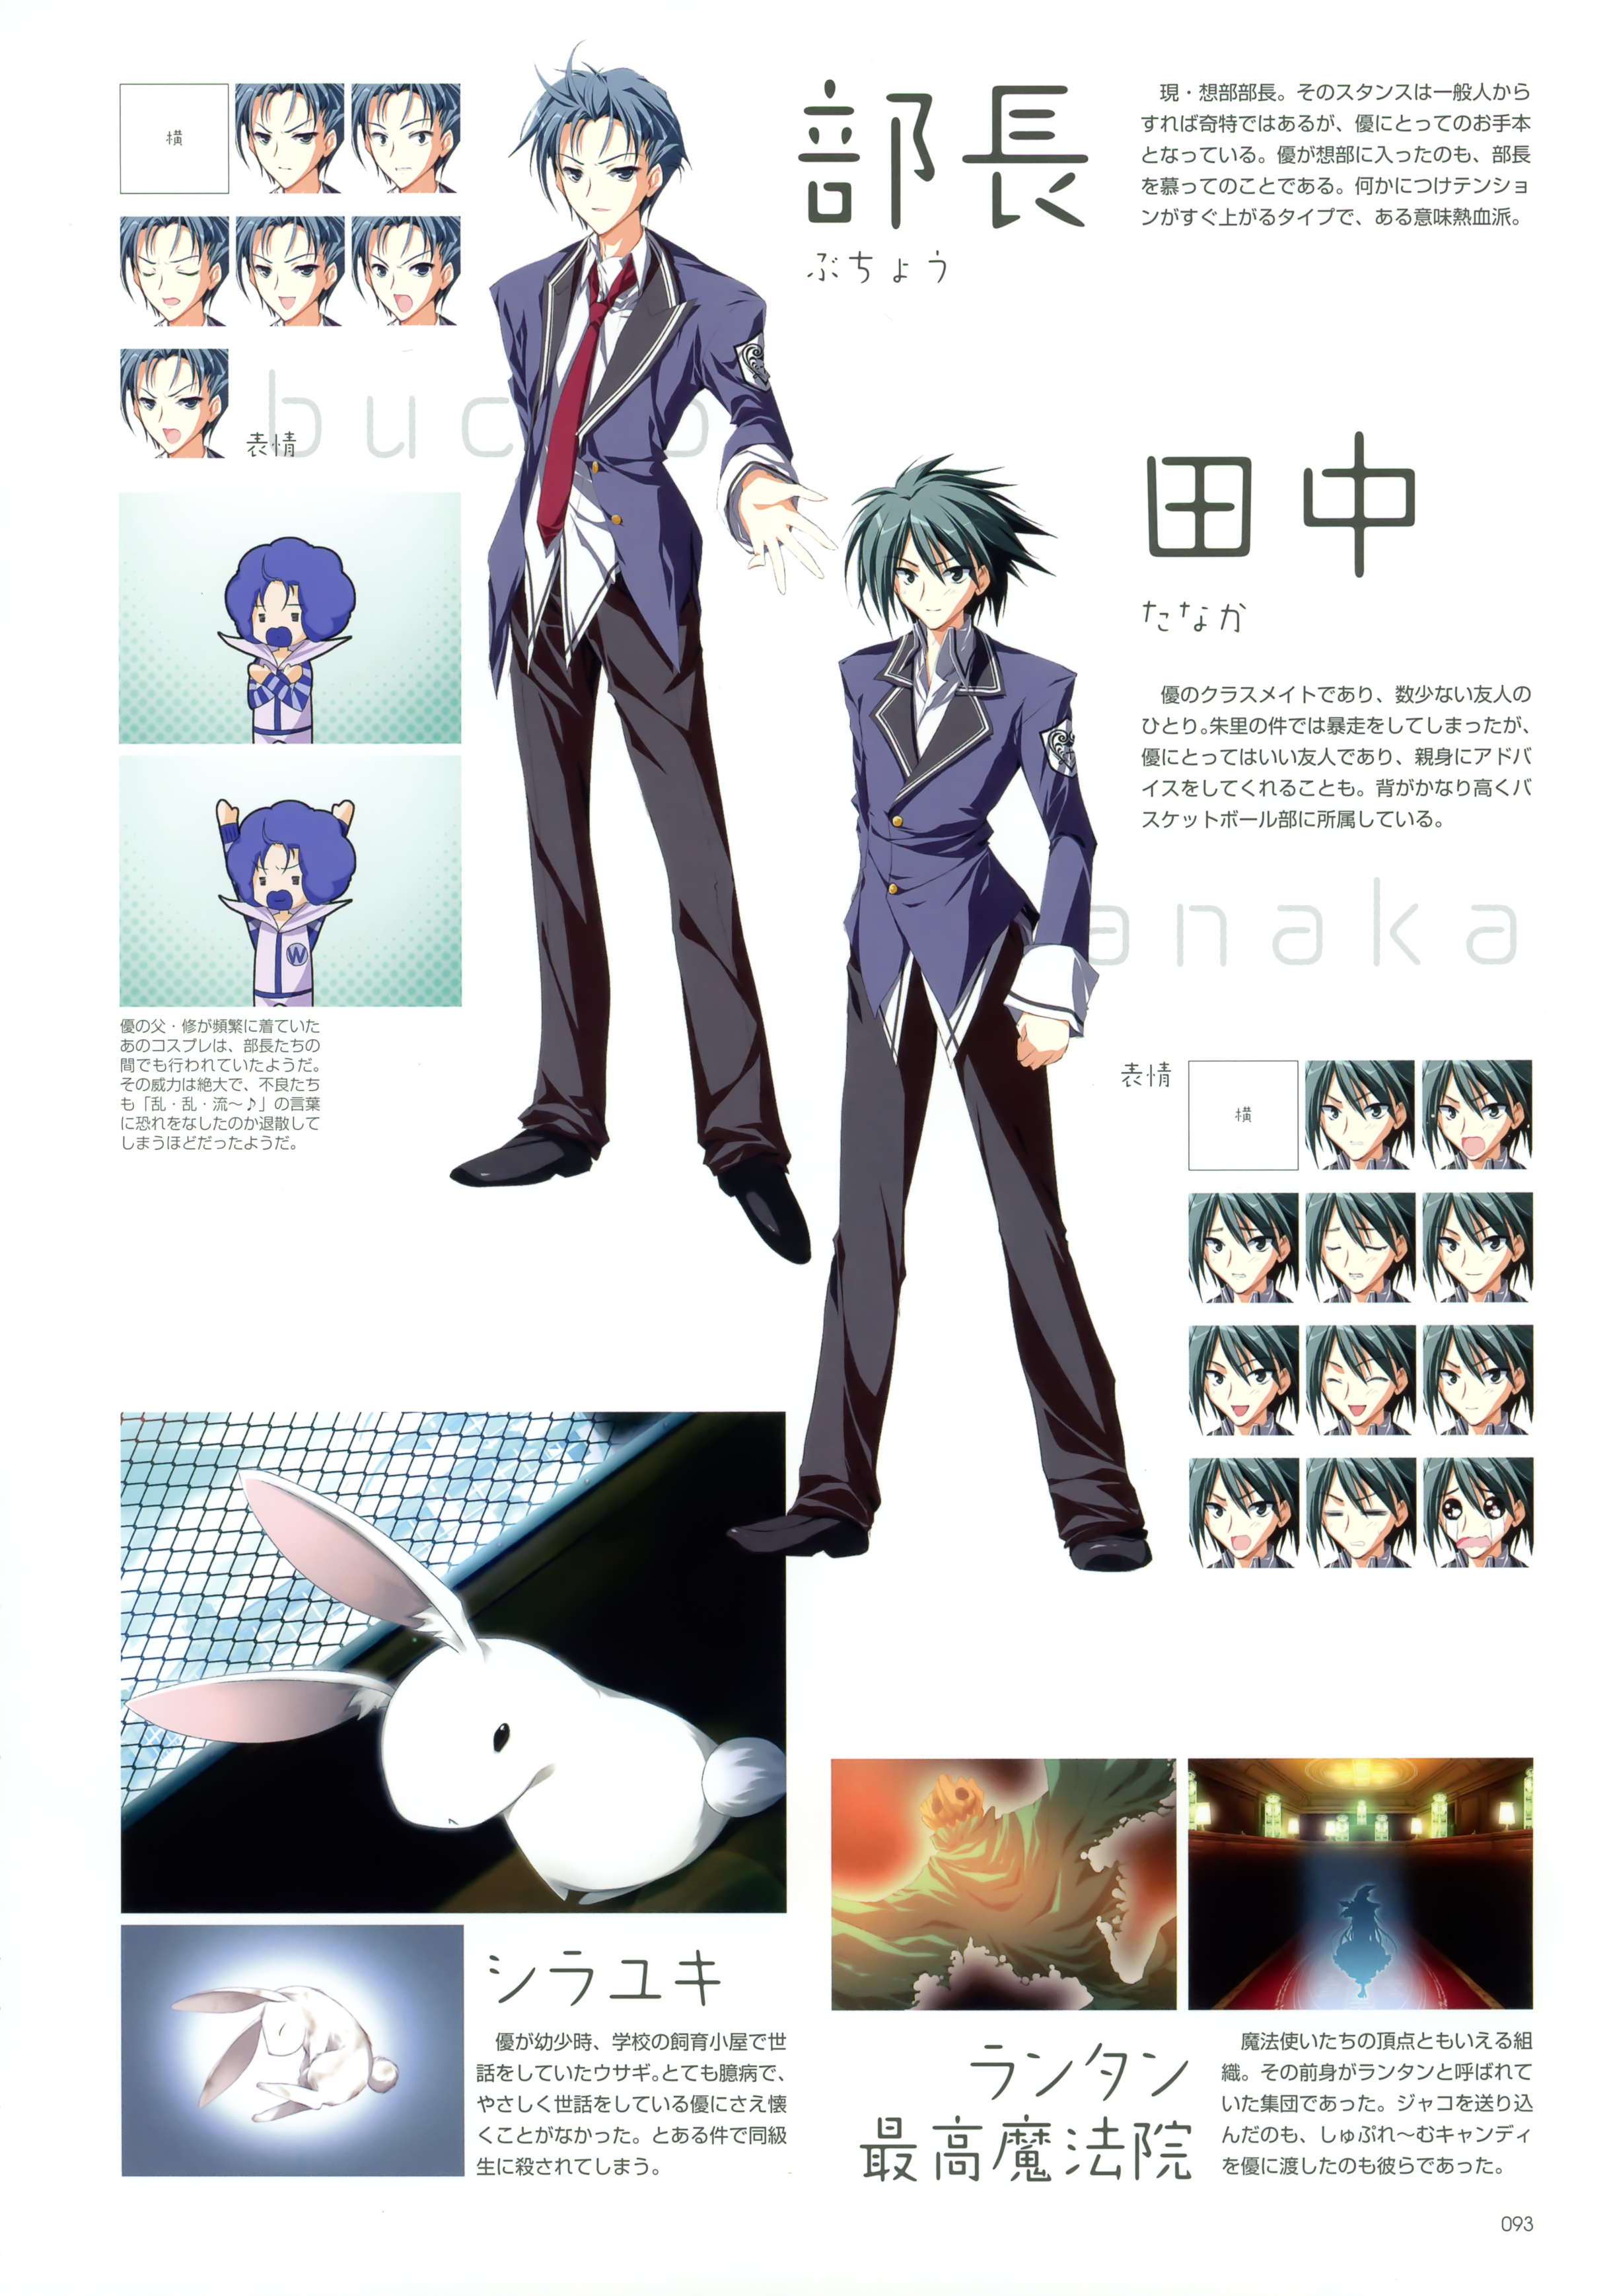 部長
ぶちょう
現・想部部長。そのスタンスは一般人から
すれば奇特ではあるが、優にとってのお手本
となっている。優が想部に入ったのも、部長
を慕ってのことである。何かにつけテンショ
ンがすぐ上がるタイプで、ある意味熱血派。
横
表情
buc
o
優の父・修が頻繁に着ていた
あのコスプレは、部長たちの
間でも行われていたようだ。
その威力は絶大で、不良たち
も「乱・乱・流〜♪」の言葉
に恐れをなしたのか退散して
しまうほどだったようだ。
W
田中
たなか
優のクラスメイトであり、数少ない友人の
ひとり。朱里の件では暴走をしてしまったが、
優にとってはいい友人であり、親身にアドバ
イスをしてくれることも。背がかなり高くバ
スケットボール部に所属している。
anaka
表情
横
シラユキ
優が幼少時、学校の飼育小屋で世
話をしていたウサギ。とても臆病で、
やさしく世話をしている優にさえ懐
くことがなかった。とある件で同級
生に殺されてしまう。
ランタン
最高魔法院
魔法使いたちの頂点ともいえる組
織。その前身がランタンと呼ばれて
いた集団であった。ジャコを送り込
んだのも、しゅぷれ〜むキャンディ
を優に渡したのも彼らであった。
093